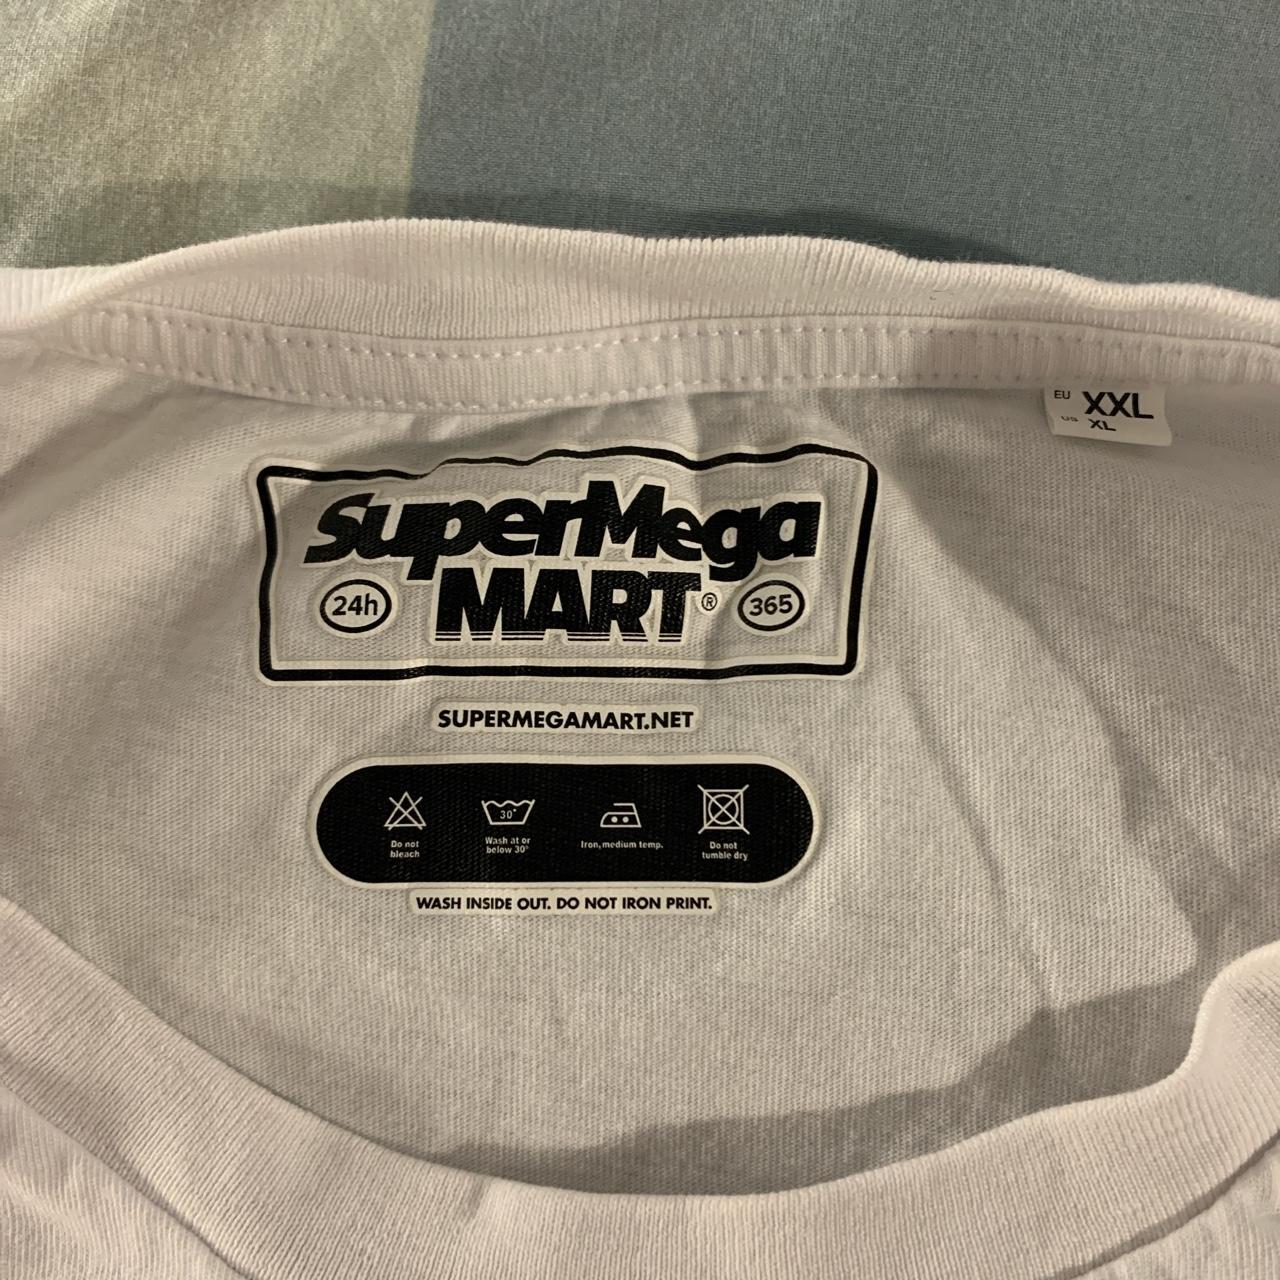 EU XXL
US XL
SuperMega
MART®
24h
365
SUPERMEGAMART.NET
30°
Do not
bleach
Wash at or
below 30°
Iron, medium temp.
Do not
tumble dry
WASH INSIDE OUT. DO NOT IRON PRINT.